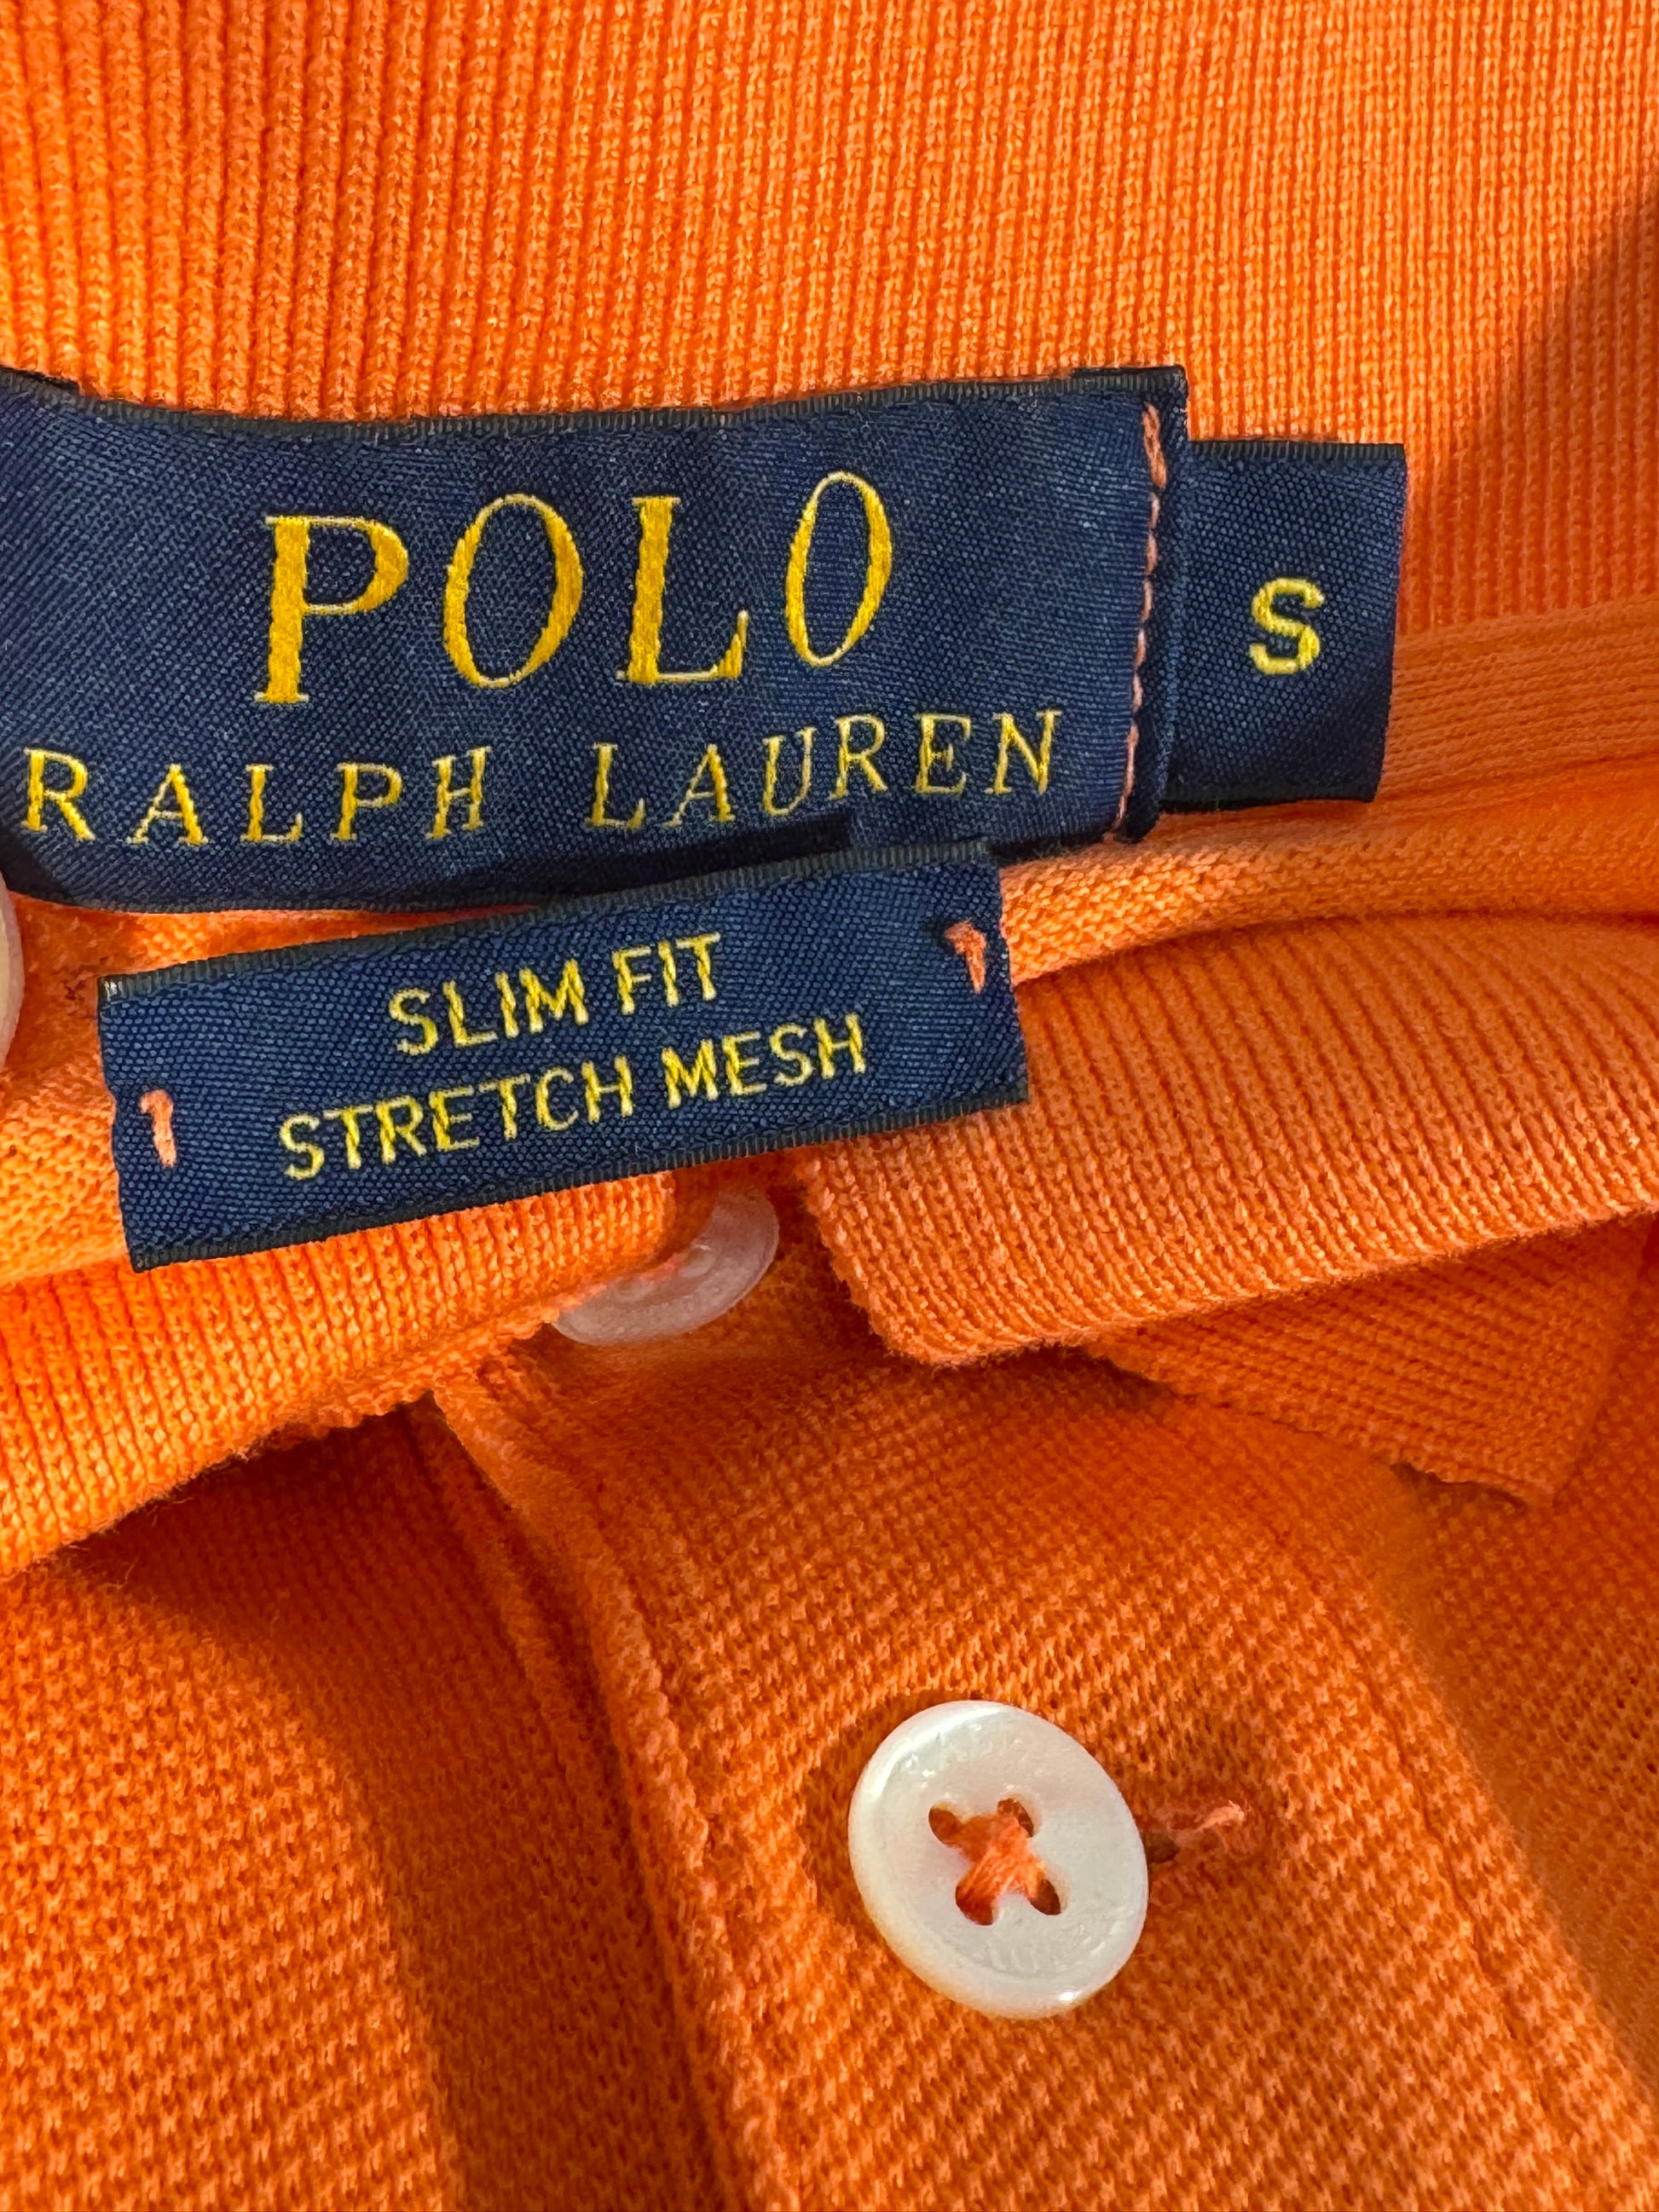 POLO
RALPH LAUREN
S
SLIM FIT
STRETCH MESH